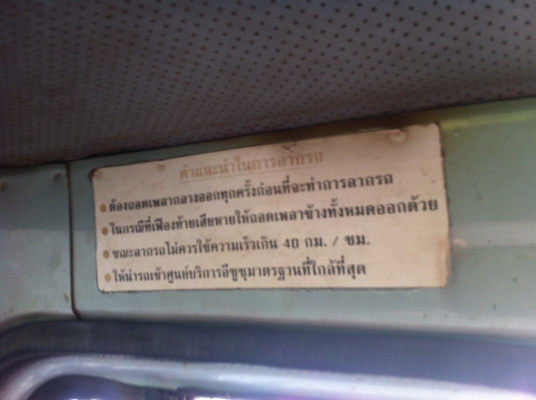 คำแนะนำในการลากรถ
• ต้องถอดเพลากลางออกทุกครั้งก่อนที่จะทำการลากรถ
• ในกรณีที่เฟืองท้ายเสียหายให้ถอดเพลาข้างทั้งหมดออกด้วย
• ขณะลากรถไม่ควรใช้ความเร็วเกิน 40 กม. / ชม.
• ให้นำรถเข้าศูนย์บริการอีซูซุมาตรฐานที่ใกล้ที่สุด